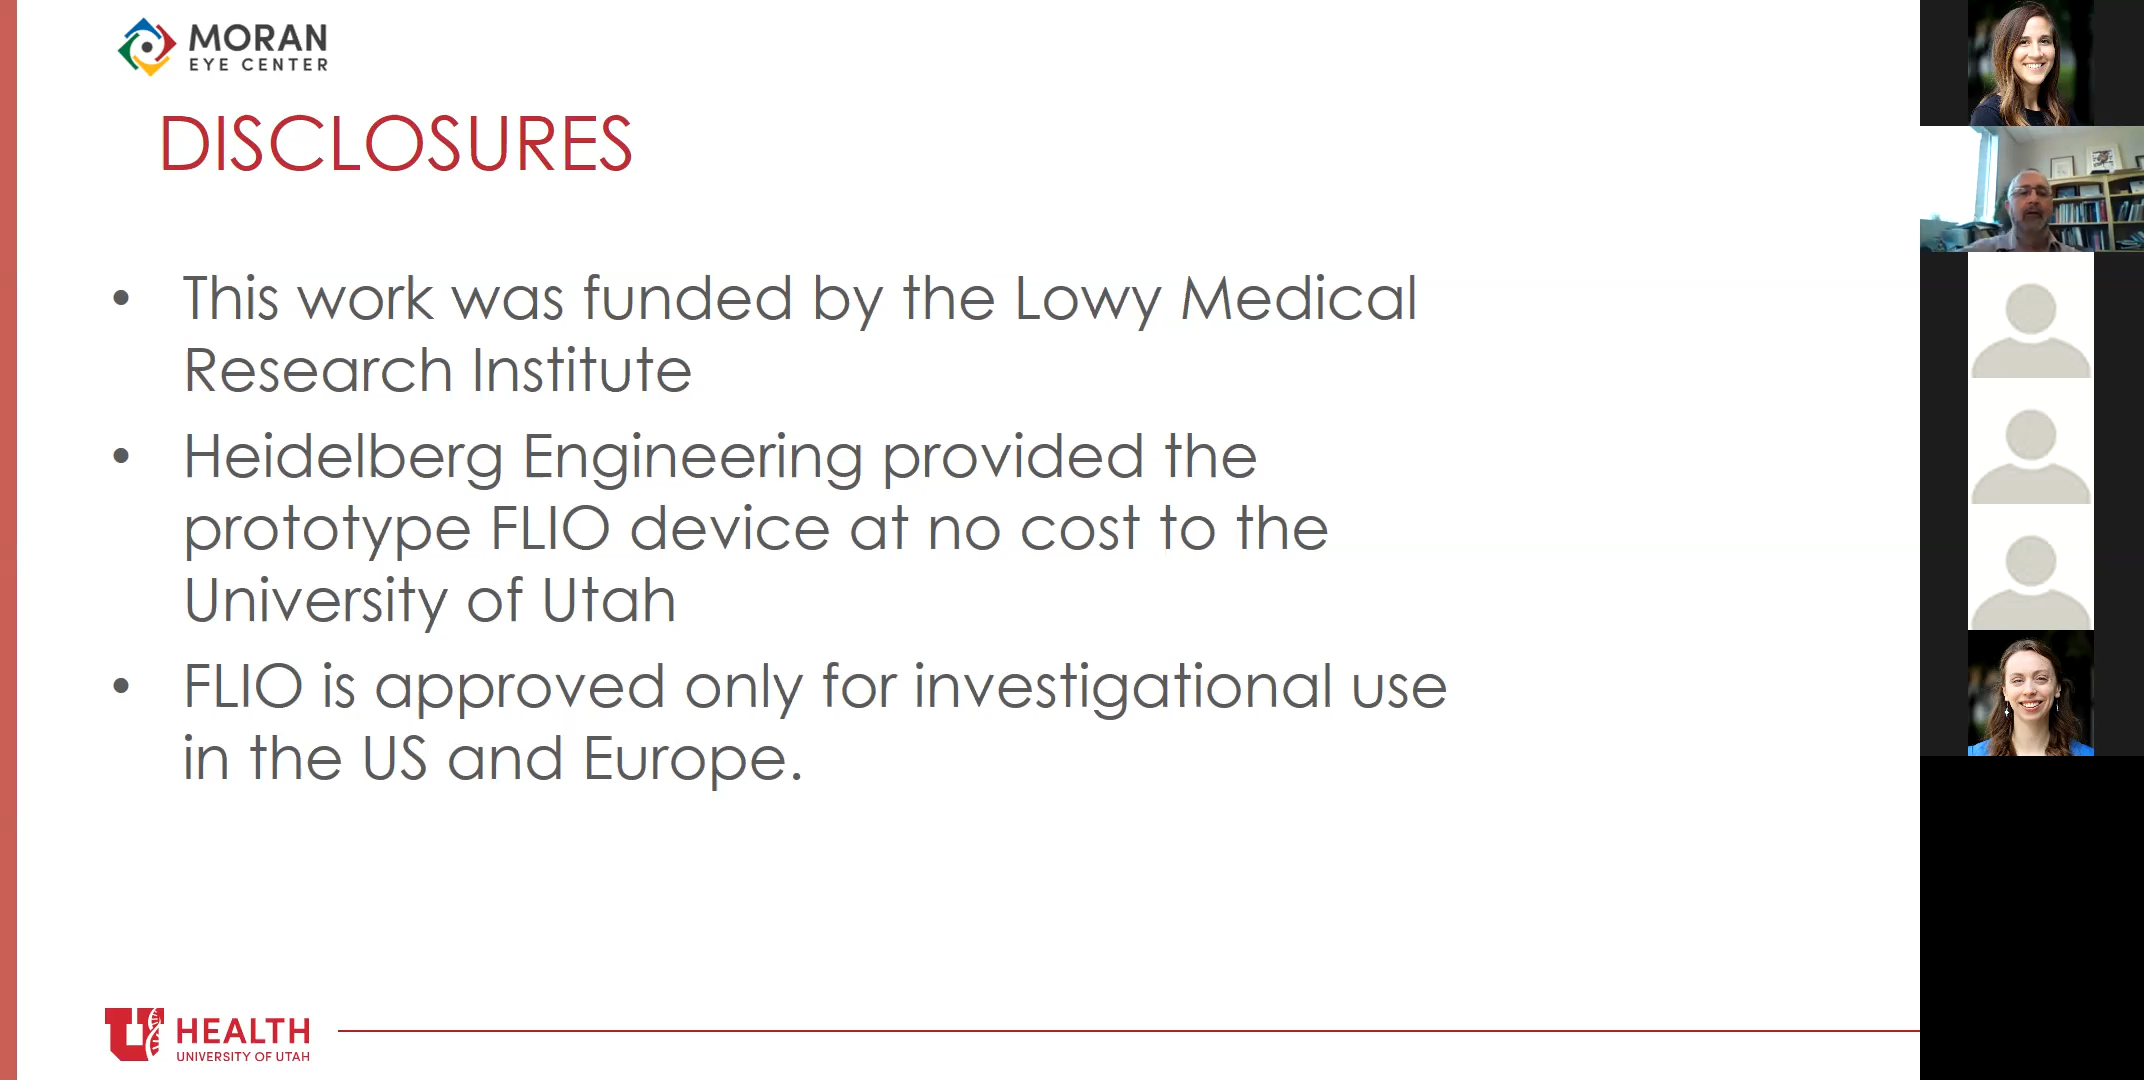 MORAN
EYE CENTER
DISCLOSURES
• This work was funded by the Lowy Medical
Research Institute
• Heidelberg Engineering provided the
prototype FLIO device at no cost to the
University of Utah
• FLIO is approved only for investigational use
in the US and Europe.
U HEALTH
UNIVERSITY OF UTAH